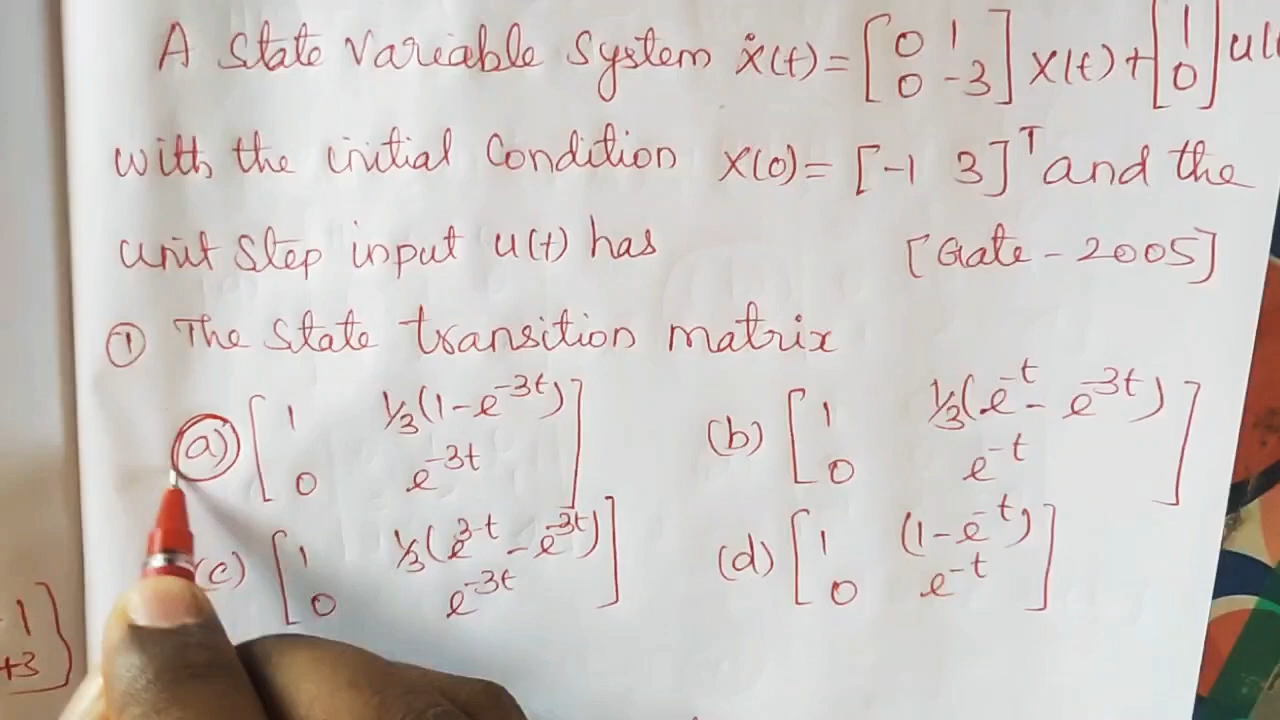 A State Variable System ẋ(t) = [0 1; 0 -3] X(t) + [1; 0] u(
with the initial Condition X(0) = [-1 3]ᵀ and the
unit Step input u(t) has [Gate - 2005]
① The State transition matrix
(a) [1 ⅓(1-e⁻³ᵗ); 0 e⁻³ᵗ] (b) [1 ⅓(e⁻ᵗ - e⁻³ᵗ); 0 e⁻ᵗ]
(c) [1 ⅓(e³⁻ᵗ - e⁻³ᵗ); 0 e⁻³ᵗ] (d) [1 (1-e⁻ᵗ); 0 e⁻ᵗ]
1
+3